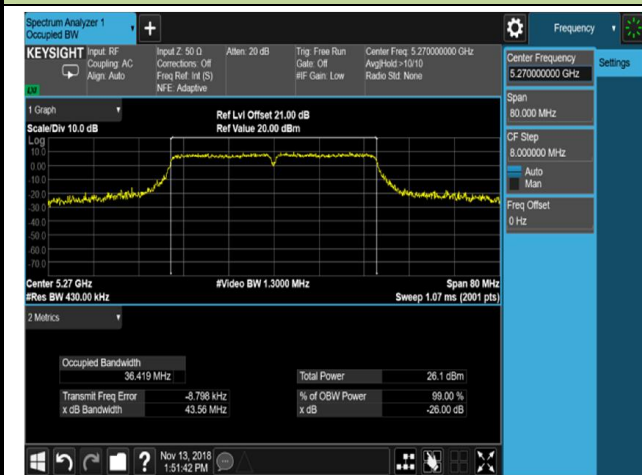 Spectrum Analyzer 1
Occupied BW
+
Frequency
KEYSIGHT
Input: RF
Coupling: AC
Align: Auto
Input Z: 50 Ω
Corrections: Off
Freq Ref: Int (S)
NFE: Adaptive
Atten: 20 dB
Trig: Free Run
Gate: Off
#IF Gain: Low
Center Freq: 5.270000000 GHz
Avg|Hold:>10/10
Radio Std: None
Center Frequency
5.270000000 GHz
Settings
Span
80.000 MHz
CF Step
8.000000 MHz
Auto
Man
Freq Offset
0 Hz
1 Graph
Scale/Div 10.0 dB
Ref Lvl Offset 21.00 dB
Ref Value 20.00 dBm
Log
10.0
0.00
-10.0
-20.0
-30.0
-40.0
-50.0
-60.0
-70.0
Center 5.27 GHz
#Video BW 1.3000 MHz
Span 80 MHz
#Res BW 430.00 kHz
Sweep 1.07 ms (2001 pts)
2 Metrics
Occupied Bandwidth
36.419 MHz
Total Power 26.1 dBm
Transmit Freq Error -8.798 kHz
% of OBW Power 99.00 %
x dB Bandwidth 43.56 MHz
x dB -26.00 dB
?
Nov 13, 2018
1:51:42 PM